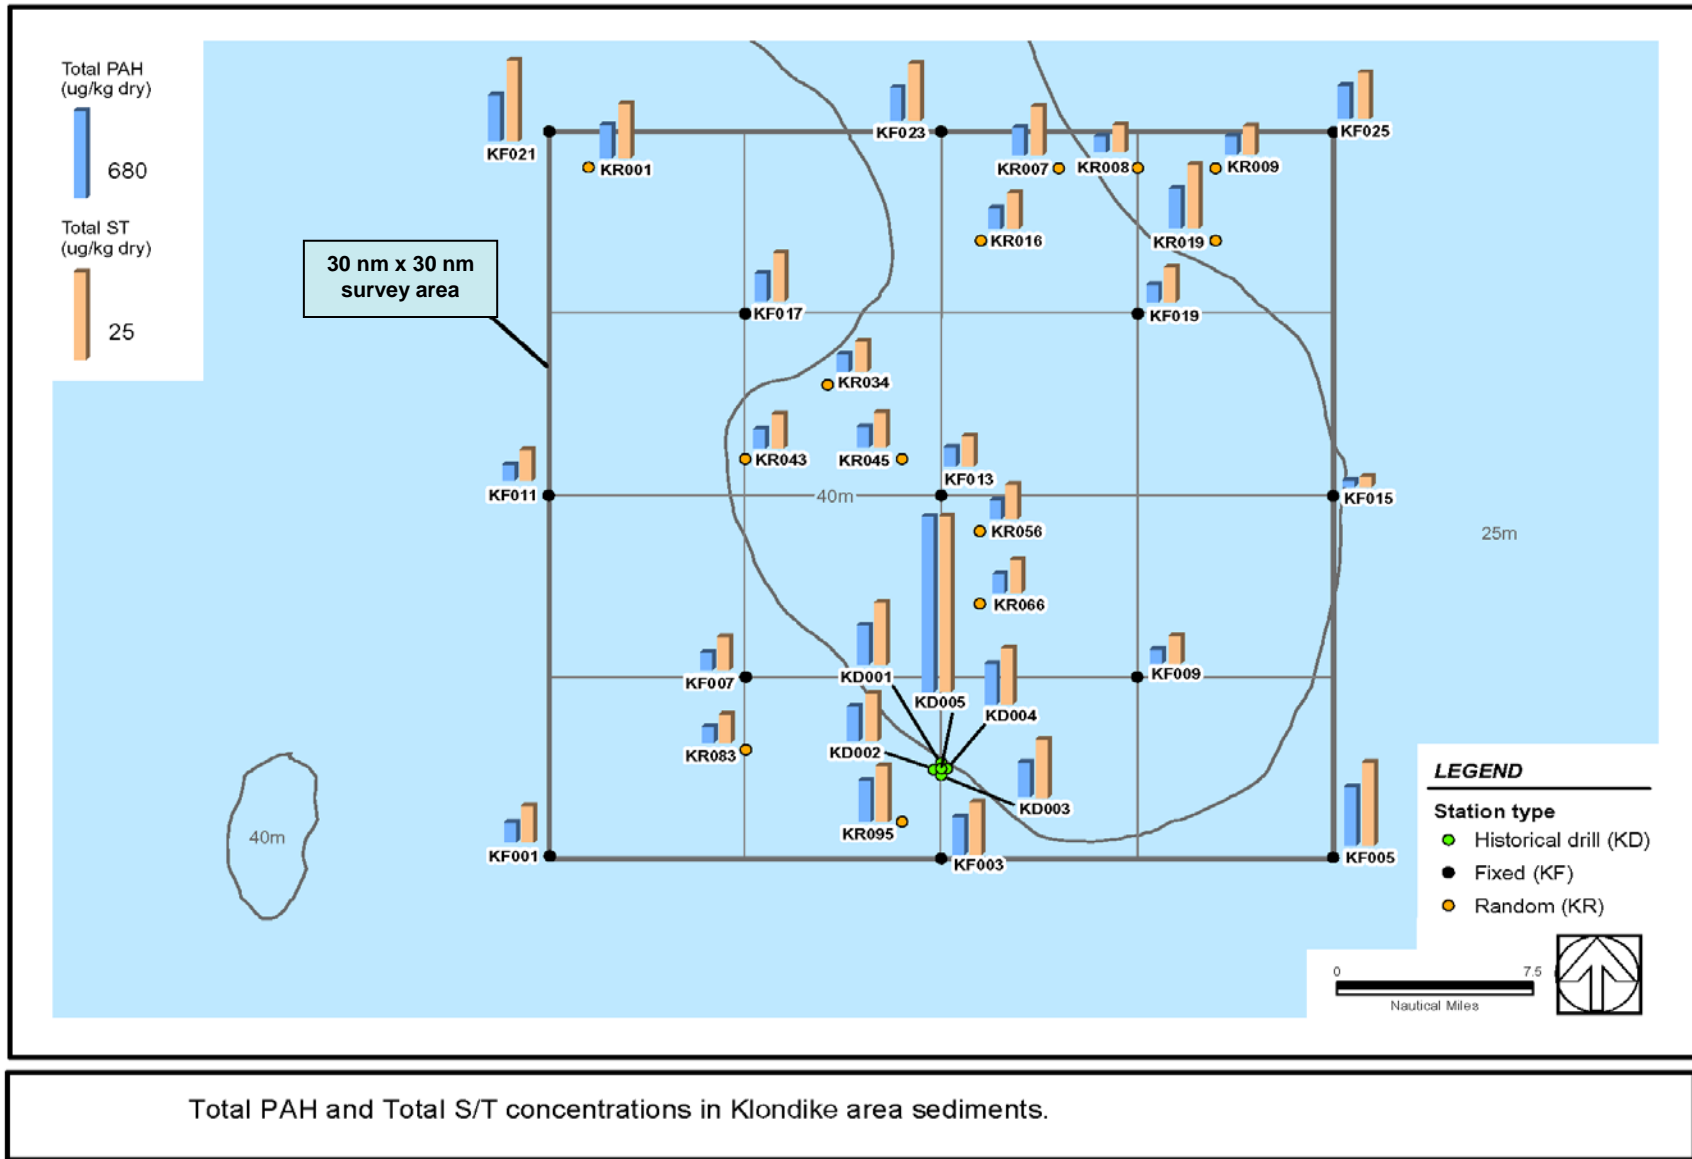 Total PAH
(ug/kg dry)
680
Total ST
(ug/kg dry)
25
30 nm x 30 nm
survey area
KF021
KR001
KF023
KR007
KR008
KR009
KF025
KR016
KR019
KF017
KF019
KR034
KR043
KR045
KF013
KF011
40m
KF015
KR056
25m
KR066
KF007
KD001
KD005
KD004
KF009
KR083
KD002
KD003
KR095
KF001
40m
KF003
KF005
LEGEND
Station type
Historical drill (KD)
Fixed (KF)
Random (KR)
0 7.5
Nautical Miles
Total PAH and Total S/T concentrations in Klondike area sediments.